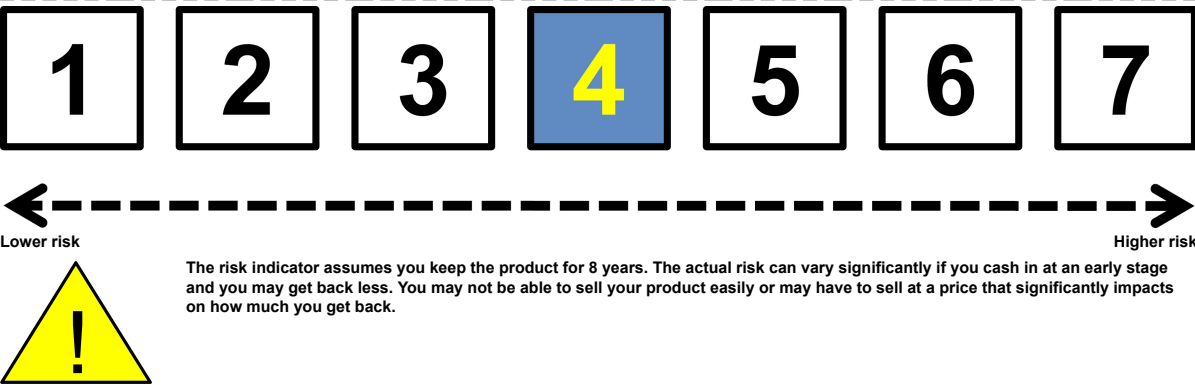 1 2 3 4 5 6 7
Lower risk Higher risk
The risk indicator assumes you keep the product for 8 years. The actual risk can vary significantly if you cash in at an early stage
and you may get back less. You may not be able to sell your product easily or may have to sell at a price that significantly impacts
on how much you get back.
!